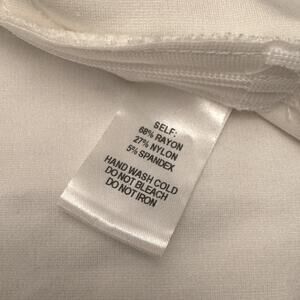 SELF:
68% RAYON
27% NYLON
5% SPANDEX
HAND WASH COLD
DO NOT BLEACH
DO NOT IRON